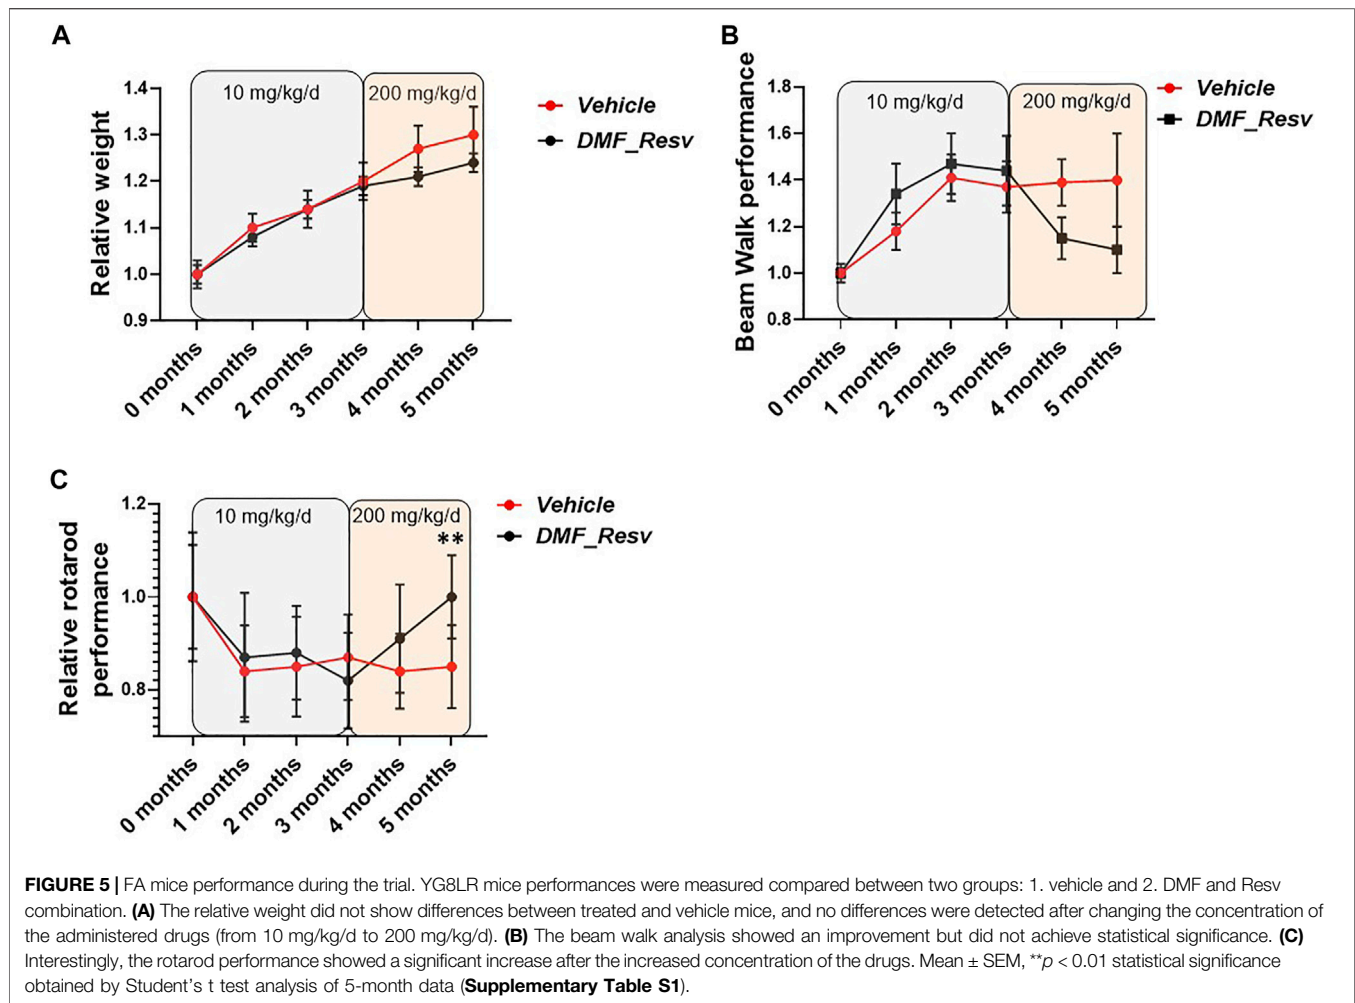 A
Relative weight
1.4
1.3
1.2
1.1
1.0
0.9
10 mg/kg/d
200 mg/kg/d
Vehicle
DMF_Resv
0 months
1 months
2 months
3 months
4 months
5 months
B
Beam Walk performance
1.8
1.6
1.4
1.2
1.0
0.8
10 mg/kg/d
200 mg/kg/d
Vehicle
DMF_Resv
0 months
1 months
2 months
3 months
4 months
5 months
C
Relative rotarod
performance
1.2
1.0
0.8
10 mg/kg/d
200 mg/kg/d
**
Vehicle
DMF_Resv
0 months
1 months
2 months
3 months
4 months
5 months
FIGURE 5 | FA mice performance during the trial. YG8LR mice performances were measured compared between two groups: 1. vehicle and 2. DMF and Resv
combination. (A) The relative weight did not show differences between treated and vehicle mice, and no differences were detected after changing the concentration of
the administered drugs (from 10 mg/kg/d to 200 mg/kg/d). (B) The beam walk analysis showed an improvement but did not achieve statistical significance. (C)
Interestingly, the rotarod performance showed a significant increase after the increased concentration of the drugs. Mean ± SEM, **p < 0.01 statistical significance
obtained by Student's t test analysis of 5-month data (Supplementary Table S1).